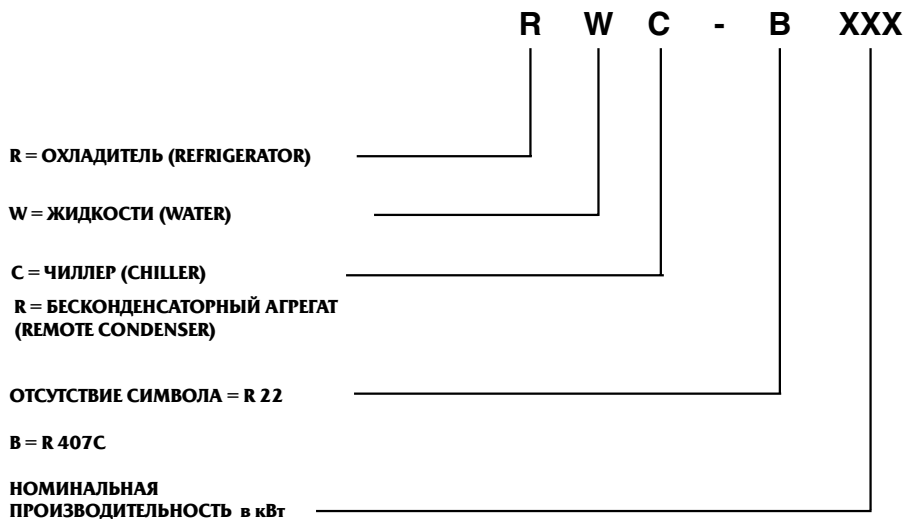 R W C - B XXX
R = ОХЛАДИТЕЛЬ (REFRIGERATOR)
W = ЖИДКОСТИ (WATER)
C = ЧИЛЛЕР (CHILLER)
R = БЕСКОНДЕНСАТОРНЫЙ АГРЕГАТ
(REMOTE CONDENSER)
ОТСУТСТВИЕ СИМВОЛА = R 22
B = R 407C
НОМИНАЛЬНАЯ
ПРОИЗВОДИТЕЛЬНОСТЬ в кВт